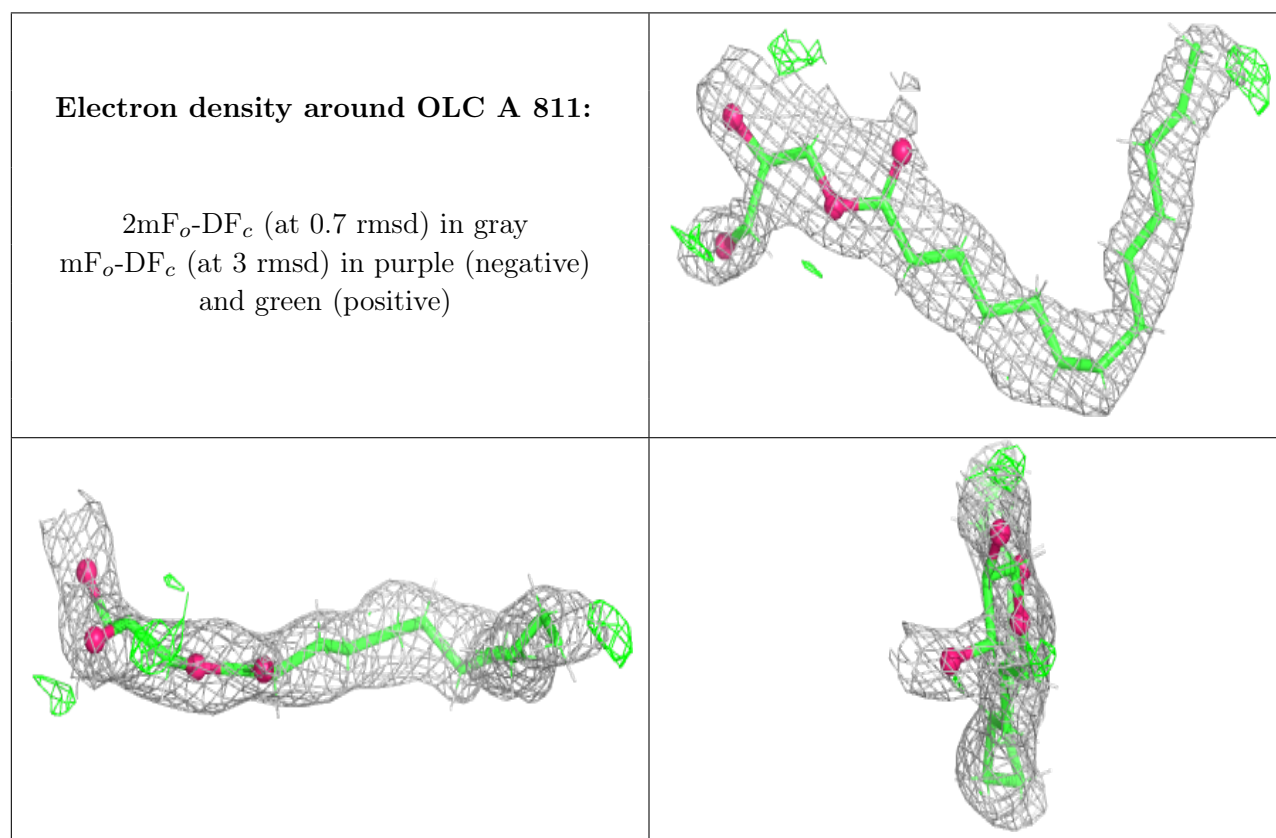 Electron density around OLC A 811:
2mFo-DFc (at 0.7 rmsd) in gray
mFo-DFc (at 3 rmsd) in purple (negative)
and green (positive)